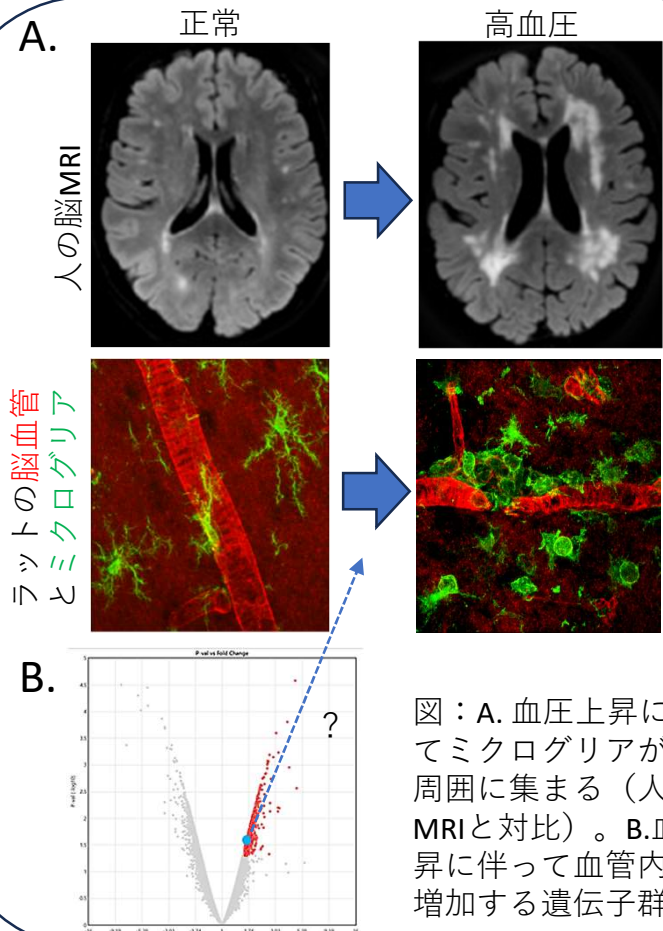 A.
正常
高血圧
人の脳MRI
ラットの脳血管
とミクログリア
B.
P-val vs Fold Change
?
図：A. 血圧上昇に
てミクログリアが
周囲に集まる（人
MRIと対比）。B.血
昇に伴って血管内
増加する遺伝子群